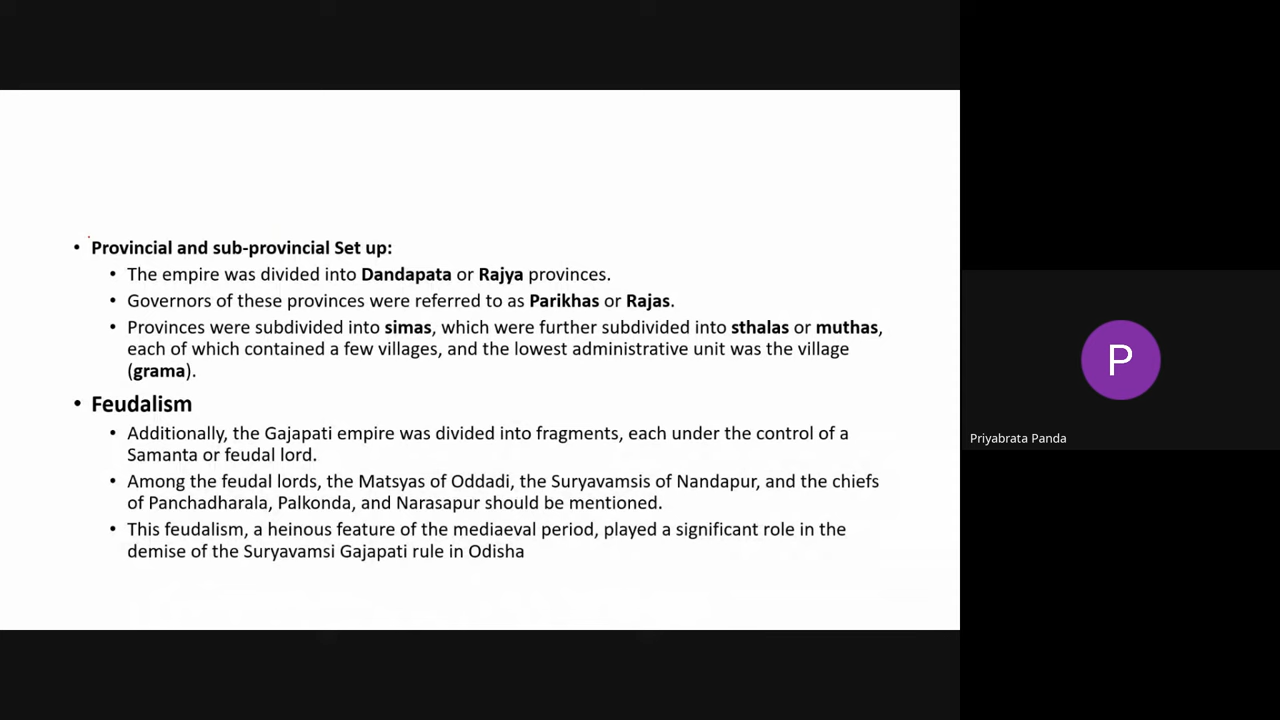 • Provincial and sub-provincial Set up:
• The empire was divided into Dandapata or Rajya provinces.
• Governors of these provinces were referred to as Parikhas or Rajas.
• Provinces were subdivided into simas, which were further subdivided into sthalas or muthas,
each of which contained a few villages, and the lowest administrative unit was the village
(grama).
• Feudalism
• Additionally, the Gajapati empire was divided into fragments, each under the control of a
Samanta or feudal lord.
• Among the feudal lords, the Matsyas of Oddadi, the Suryavamsis of Nandapur, and the chiefs
of Panchadharala, Palkonda, and Narasapur should be mentioned.
• This feudalism, a heinous feature of the mediaeval period, played a significant role in the
demise of the Suryavamsi Gajapati rule in Odisha
P
Priyabrata Panda